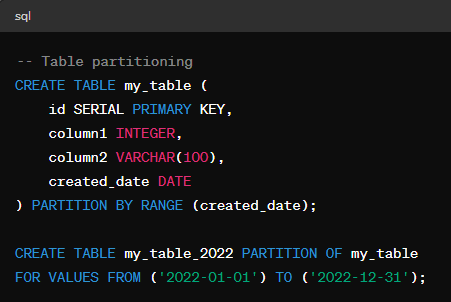 sql
-- Table partitioning
CREATE TABLE my_table (
    id SERIAL PRIMARY KEY,
    column1 INTEGER,
    column2 VARCHAR(100),
    created_date DATE
) PARTITION BY RANGE (created_date);

CREATE TABLE my_table_2022 PARTITION OF my_table
FOR VALUES FROM ('2022-01-01') TO ('2022-12-31');